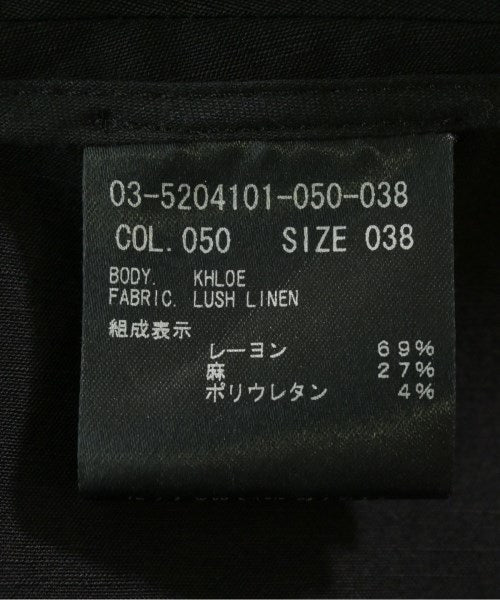 03-5204101-050-038
COL. 050 SIZE 038
BODY. KHLOE
FABRIC. LUSH LINEN
組成表示
レーヨン 69%
麻 27%
ポリウレタン 4%